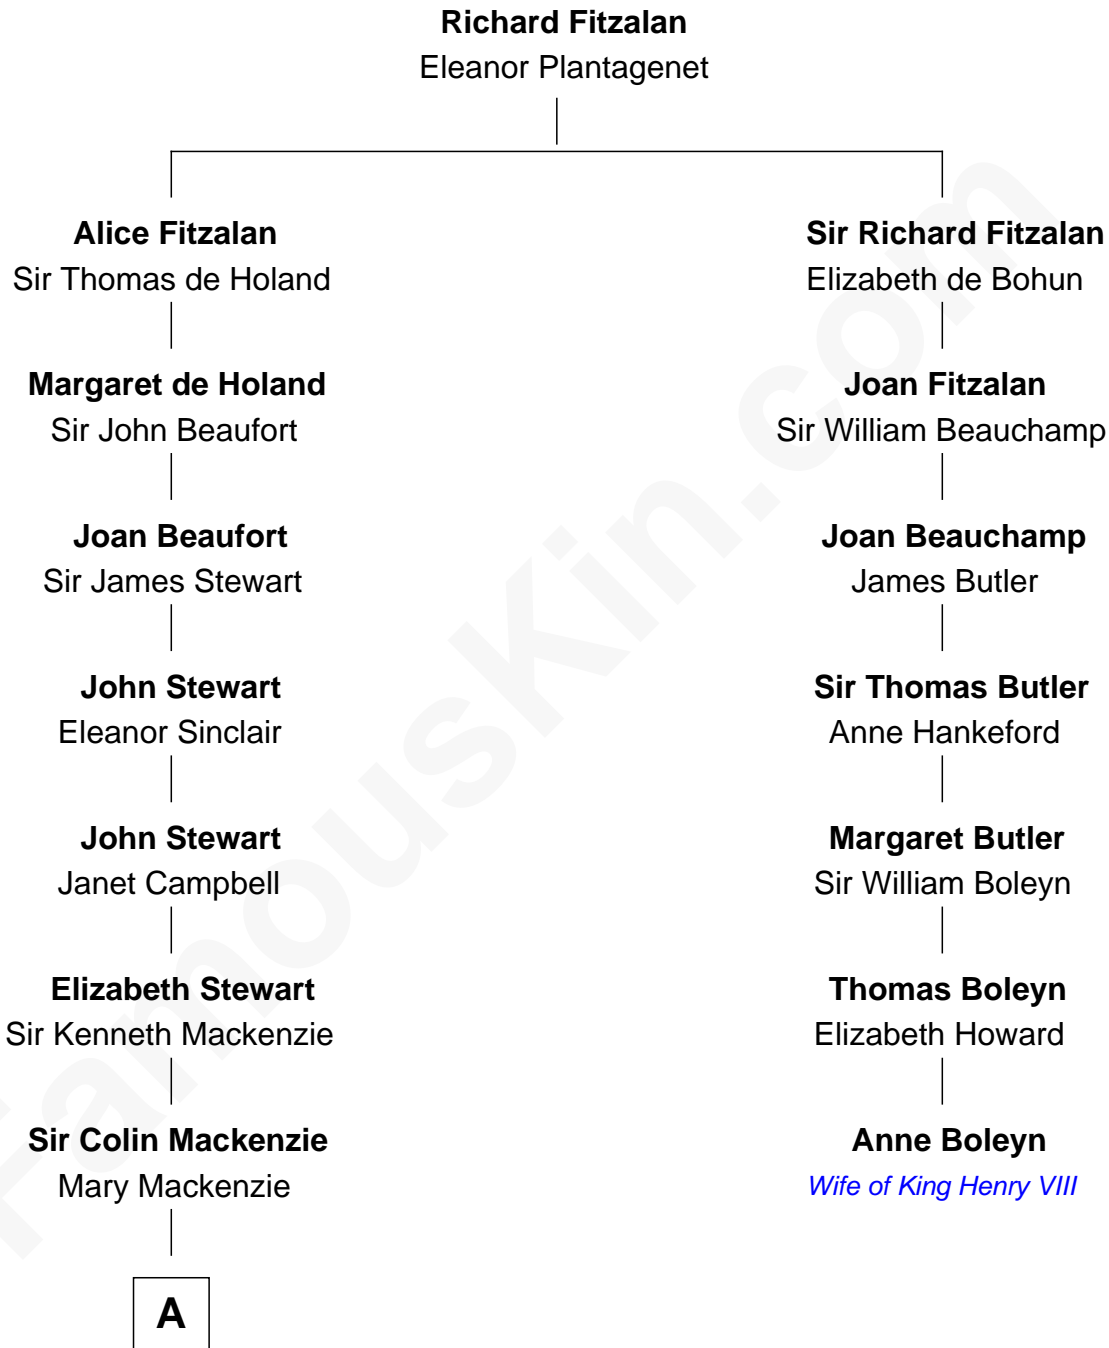 Richard Fitzalan
Eleanor Plantagenet
Alice Fitzalan
Sir Thomas de Holand
Margaret de Holand
Sir John Beaufort
Joan Beaufort
Sir James Stewart
John Stewart
Eleanor Sinclair
John Stewart
Janet Campbell
Elizabeth Stewart
Sir Kenneth Mackenzie
Sir Colin Mackenzie
Mary Mackenzie
A
Sir Richard Fitzalan
Elizabeth de Bohun
Joan Fitzalan
Sir William Beauchamp
Joan Beauchamp
James Butler
Sir Thomas Butler
Anne Hankeford
Margaret Butler
Sir William Boleyn
Thomas Boleyn
Elizabeth Howard
Anne Boleyn
Wife of King Henry VIII
FamousKin.com